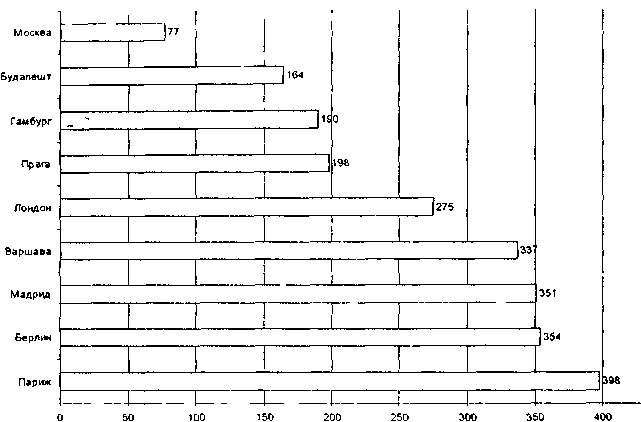 Москва 77
Будапешт 164
Гамбург 190
Прага 198
Лондон 275
Варшава 337
Мадрид 351
Берлин 354
Париж 398
0 50 100 150 200 250 300 350 400